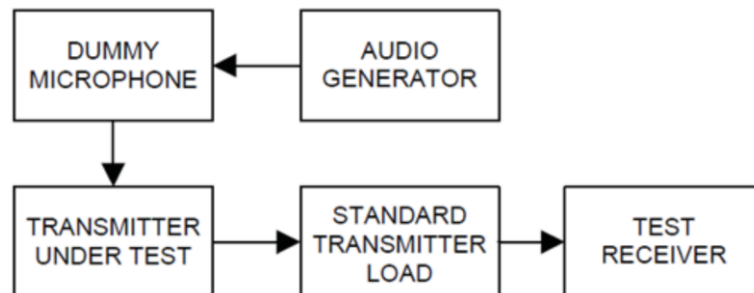 DUMMY
MICROPHONE
AUDIO
GENERATOR
TRANSMITTER
UNDER TEST
STANDARD
TRANSMITTER
LOAD
TEST
RECEIVER